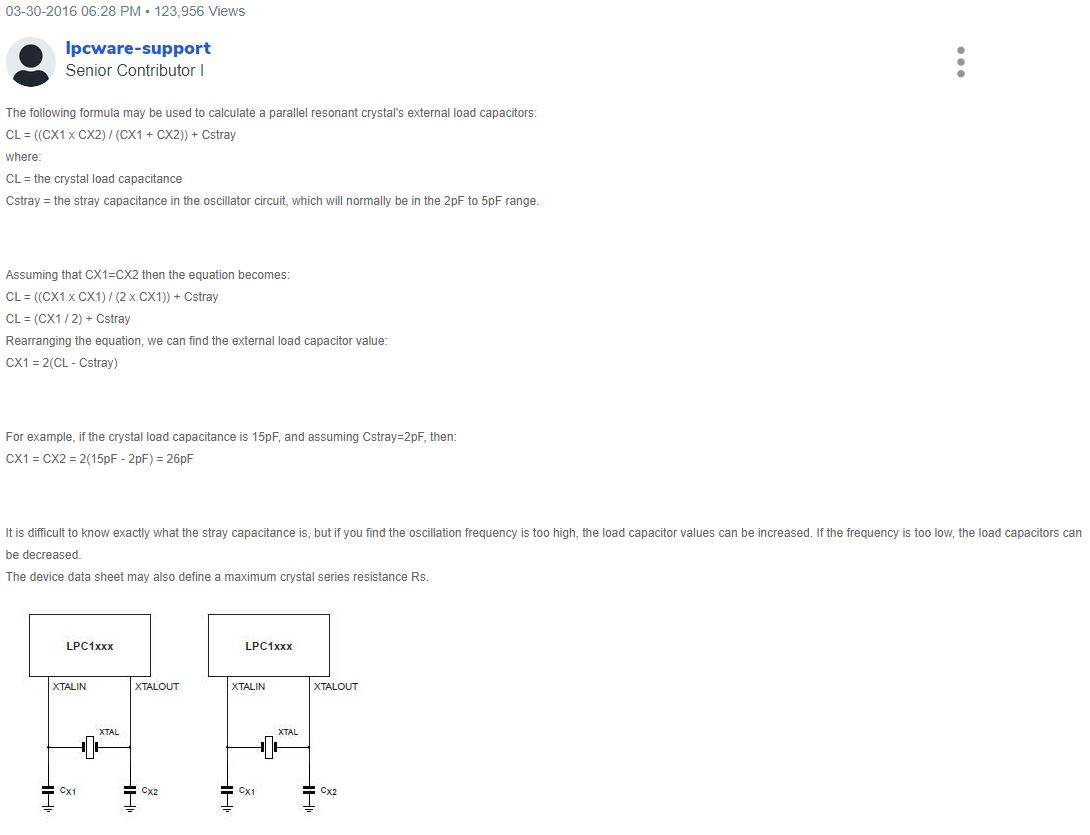 03-30-2016 06:28 PM • 123,956 Views
lpcware-support
Senior Contributor I
The following formula may be used to calculate a parallel resonant crystal's external load capacitors:
CL = ((CX1 x CX2) / (CX1 + CX2)) + Cstray
where:
CL = the crystal load capacitance
Cstray = the stray capacitance in the oscillator circuit, which will normally be in the 2pF to 5pF range.
Assuming that CX1=CX2 then the equation becomes:
CL = ((CX1 x CX1) / (2 x CX1)) + Cstray
CL = (CX1 / 2) + Cstray
Rearranging the equation, we can find the external load capacitor value:
CX1 = 2(CL - Cstray)
For example, if the crystal load capacitance is 15pF, and assuming Cstray=2pF, then:
CX1 = CX2 = 2(15pF - 2pF) = 26pF
It is difficult to know exactly what the stray capacitance is, but if you find the oscillation frequency is too high, the load capacitor values can be increased. If the frequency is too low, the load capacitors can
be decreased.
The device data sheet may also define a maximum crystal series resistance Rs.
LPC1xxx LPC1xxx
XTALIN XTALOUT XTALIN XTALOUT
XTAL XTAL
CX1 CX2 CX1 CX2